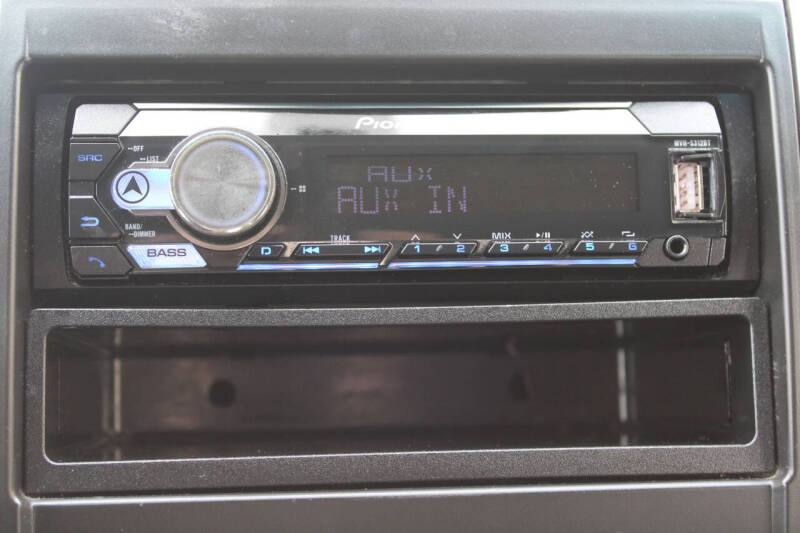 Pioneer
MVH-S312BT
SRC
OFF
LIST
AUX
AUX IN
BAND/
DIMMER
BASS
D
TRACK
1
2
MIX
3
4
5
6